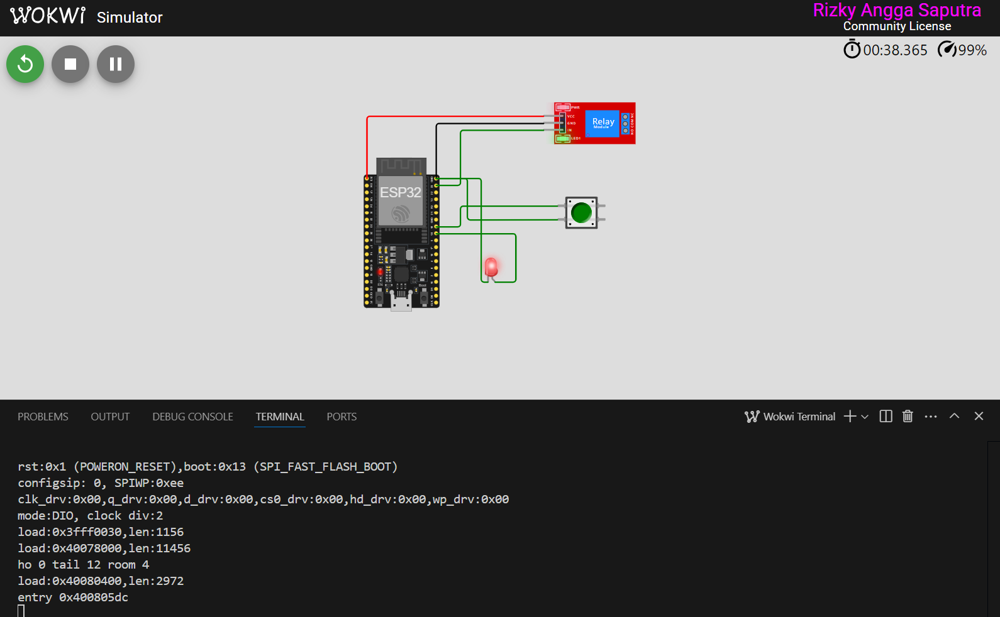 WOKWi Simulator
Rizky Angga Saputra
Community License
00:38.365 99%
PWR
VCC
GND
IN
LED1
Relay
Module
NO COM NC
ESP32
EN
Boot
PROBLEMS OUTPUT DEBUG CONSOLE TERMINAL PORTS
Wokwi Terminal
rst:0x1 (POWERON_RESET),boot:0x13 (SPI_FAST_FLASH_BOOT)
configsip: 0, SPIWP:0xee
clk_drv:0x00,q_drv:0x00,d_drv:0x00,cs0_drv:0x00,hd_drv:0x00,wp_drv:0x00
mode:DIO, clock div:2
load:0x3fff0030,len:1156
load:0x40078000,len:11456
ho 0 tail 12 room 4
load:0x40080400,len:2972
entry 0x400805dc